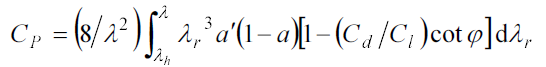 C_P = (8/λ²) ∫_{λ_h}^{λ} λ_r³ a′(1−a)[1−(C_d/C_l)cot φ]dλ_r